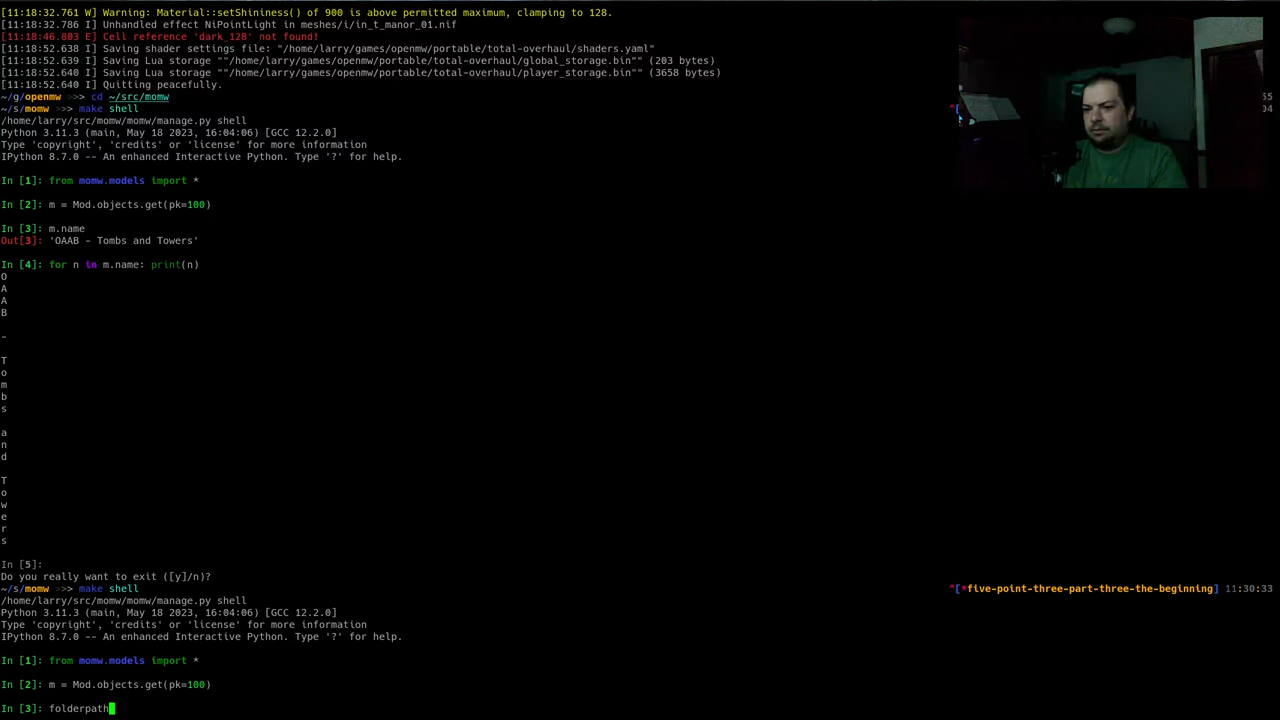 [11:18:32.761 W] Warning: Material::setShininess() of 900 is above permitted maximum, clamping to 128.
[11:18:32.786 I] Unhandled effect NiPointLight in meshes/i/in_t_manor_01.nif
[11:18:46.803 E] Cell reference 'dark_128' not found!
[11:18:52.638 I] Saving shader settings file: "/home/larry/games/openmw/portable/total-overhaul/shaders.yaml"
[11:18:52.639 I] Saving Lua storage ""/home/larry/games/openmw/portable/total-overhaul/global_storage.bin"" (203 bytes)
[11:18:52.640 I] Saving Lua storage ""/home/larry/games/openmw/portable/total-overhaul/player_storage.bin"" (3658 bytes)
[11:18:52.640 I] Quitting peacefully.
~/g/openmw >>> cd ~/src/momw
~/s/momw >>> make shell
/home/larry/src/momw/momw/manage.py shell
Python 3.11.3 (main, May 18 2023, 16:04:06) [GCC 12.2.0]
Type 'copyright', 'credits' or 'license' for more information
IPython 8.7.0 -- An enhanced Interactive Python. Type '?' for help.
In [1]: from momw.models import *
In [2]: m = Mod.objects.get(pk=100)
In [3]: m.name
Out[3]: 'OAAB - Tombs and Towers'
In [4]: for n in m.name: print(n)
O
A
A
B
-
T
o
m
b
s
a
n
d
T
o
w
e
r
s
In [5]:
Do you really want to exit ([y]/n)?
~/s/momw >>> make shell ^[*five-point-three-part-three-the-beginning] 11:30:33
/home/larry/src/momw/momw/manage.py shell
Python 3.11.3 (main, May 18 2023, 16:04:06) [GCC 12.2.0]
Type 'copyright', 'credits' or 'license' for more information
IPython 8.7.0 -- An enhanced Interactive Python. Type '?' for help.
In [1]: from momw.models import *
In [2]: m = Mod.objects.get(pk=100)
In [3]: folderpath